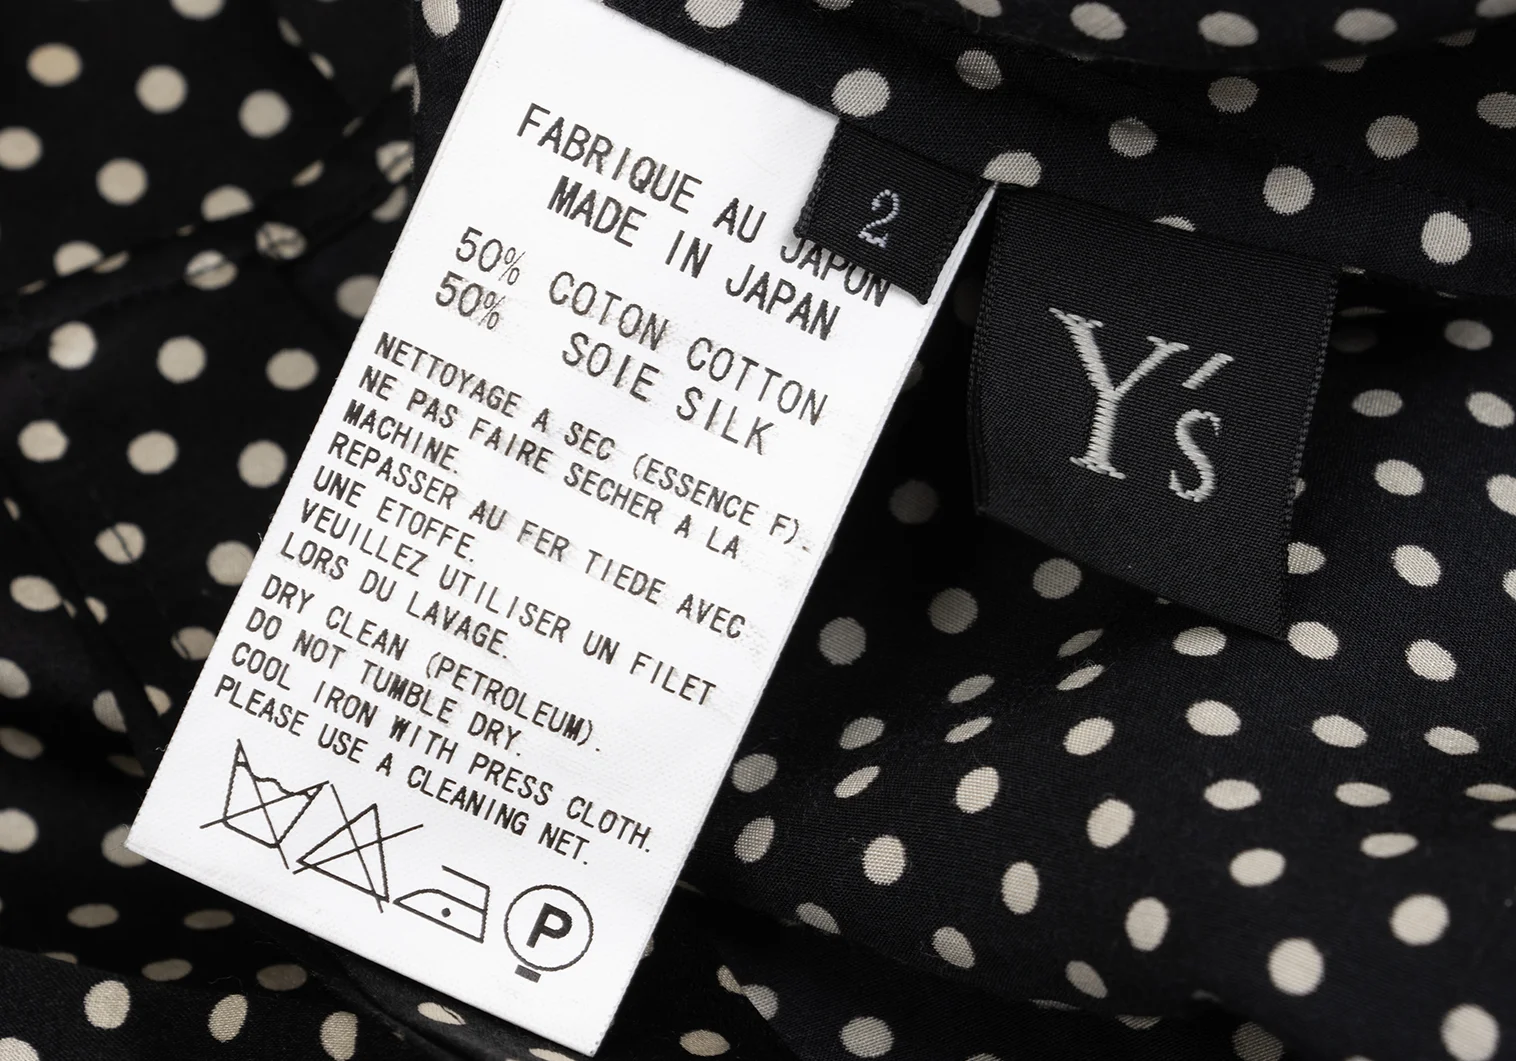 FABRIQUE AU JAPON
MADE IN JAPAN
50% COTON COTTON
50% SOIE SILK
NETTOYAGE A SEC (ESSENCE F).
NE PAS FAIRE SECHER A LA
MACHINE.
REPASSER AU FER TIEDE AVEC
UNE ETOFFE.
VEUILLEZ UTILISER UN FILET
LORS DU LAVAGE.
DRY CLEAN (PETROLEUM).
DO NOT TUMBLE DRY.
COOL IRON WITH PRESS CLOTH.
PLEASE USE A CLEANING NET.
P
2
Y's